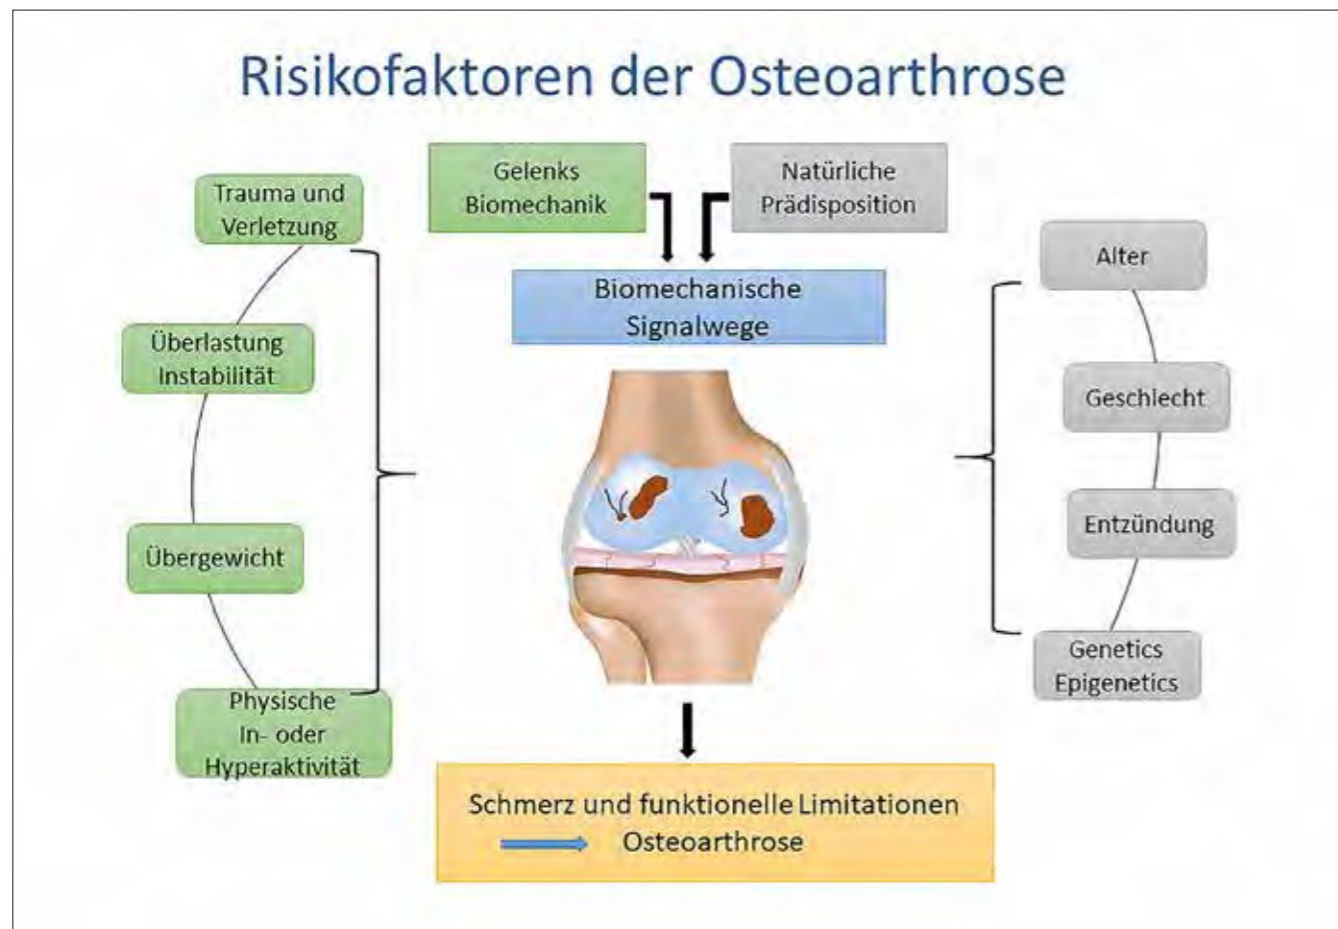 Risikofaktoren der Osteoarthrose
Gelenks
Biomechanik
Natürliche
Prädisposition
Biomechanische
Signalwege
Trauma und
Verletzung
Überlastung
Instabilität
Übergewicht
Physische
In- oder
Hyperaktivität
Alter
Geschlecht
Entzündung
Genetics
Epigenetics
Schmerz und funktionelle Limitationen
Osteoarthrose